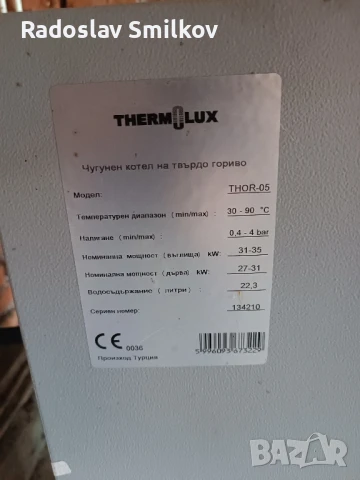 Radoslav Smilkov
THERMOLUX
Чугунен котел на твърдо гориво
Модел: THOR-05
Температурен диапазон (min/max) : 30 - 90 °C
Налягане (min/max) : 0,4 - 4 bar
Номинална мощност (въглища) kW: 31-35
Номинална мощност (дърва) kW: 27-31
Водосъдържание (литри) : 22,3
Сериен номер: 134210
CE 0036
Произход Турция
5996093673229
BAZAR